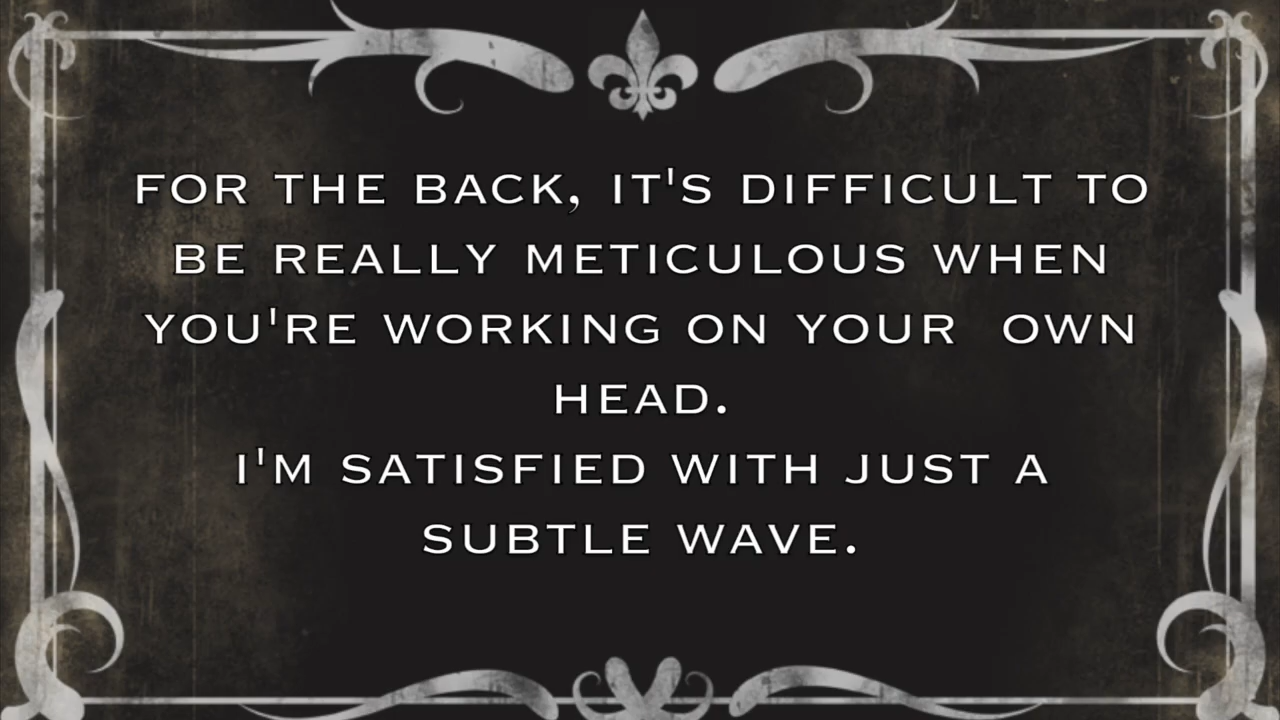 FOR THE BACK, IT'S DIFFICULT TO
BE REALLY METICULOUS WHEN
YOU'RE WORKING ON YOUR  OWN
HEAD.
I'M SATISFIED WITH JUST A
SUBTLE WAVE.